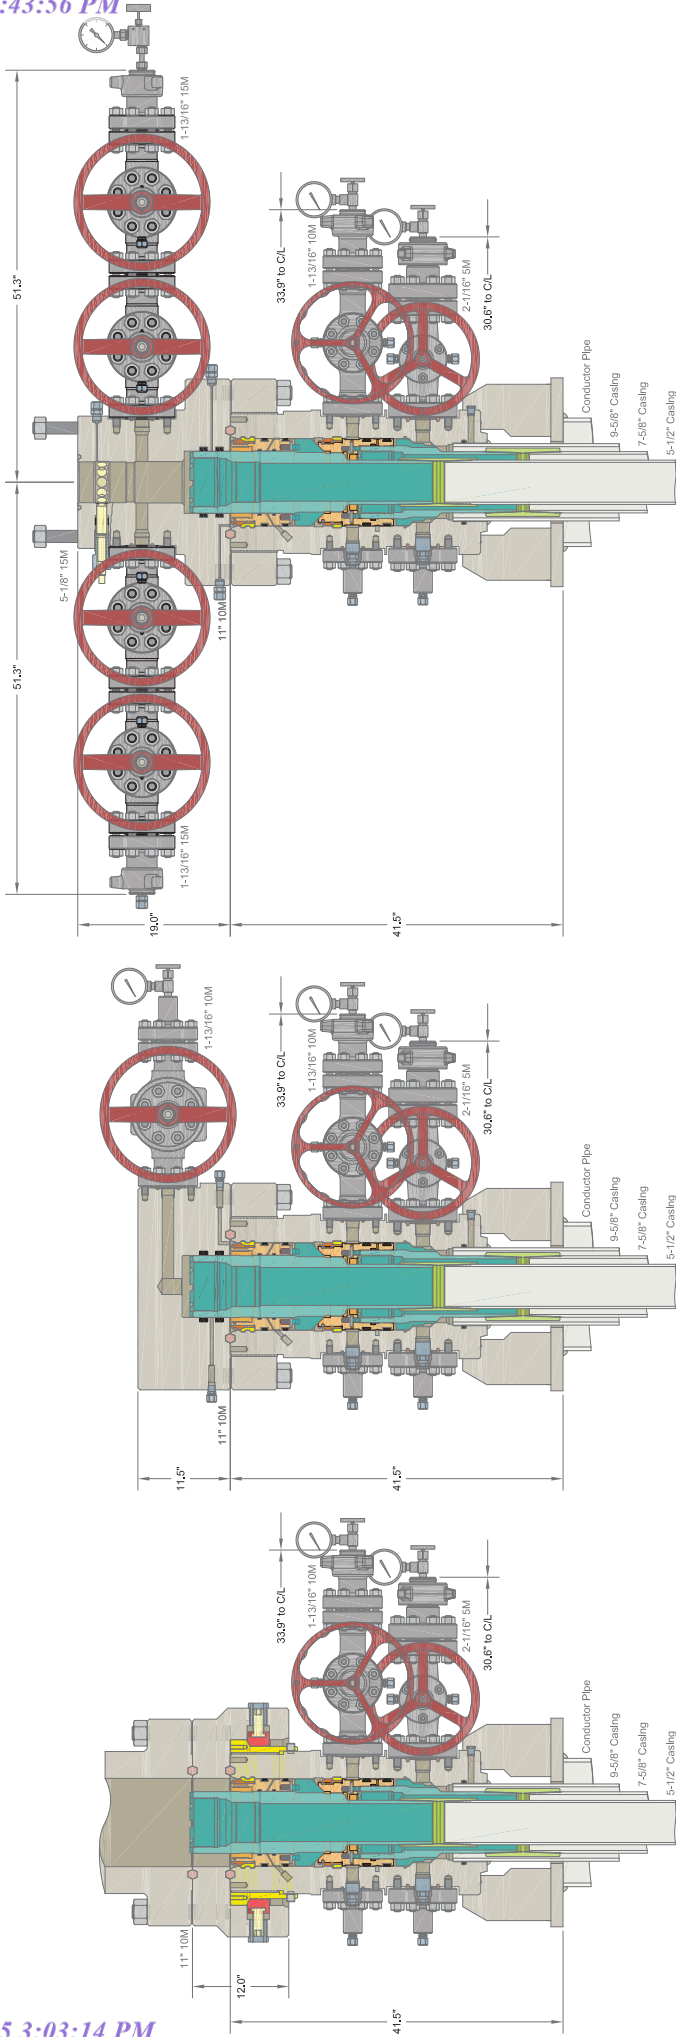 :43:56 PM
1-13/16" 15M
51.3"
33.9" to C/L
1-13/16" 10M
2-1/16" 5M
30.6" to C/L
Conductor Pipe
9-5/8" Casing
7-5/8" Casing
5-1/2" Casing
5-1/8" 15M
11" 10M
51.3"
1-13/16" 15M
19.0"
41.5"
1-13/16" 10M
33.9" to C/L
1-13/16" 10M
2-1/16" 5M
30.6" to C/L
Conductor Pipe
9-5/8" Casing
7-5/8" Casing
5-1/2" Casing
11" 10M
11.5"
41.5"
33.9" to C/L
1-13/16" 10M
2-1/16" 5M
30.6" to C/L
Conductor Pipe
9-5/8" Casing
7-5/8" Casing
5-1/2" Casing
11" 10M
12.0"
41.5"
5 3:03:14 PM